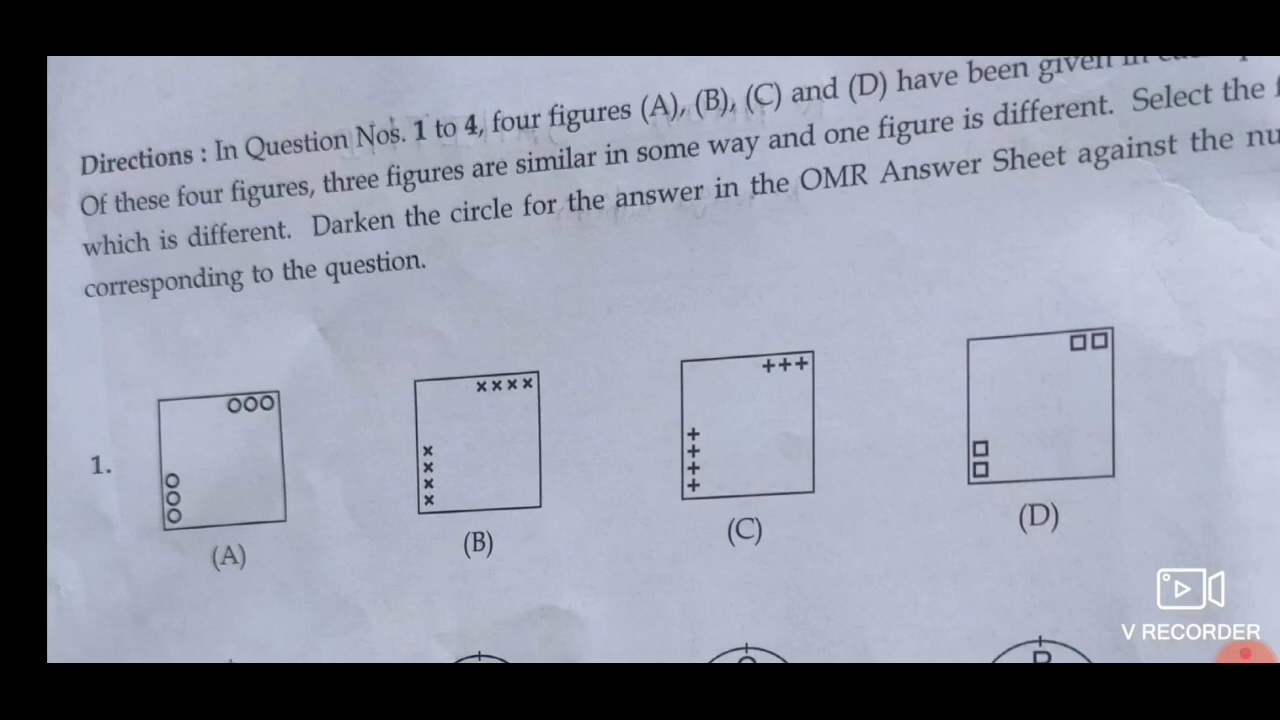 Directions : In Question Nos. 1 to 4, four figures (A), (B), (C) and (D) have been given in
Of these four figures, three figures are similar in some way and one figure is different. Select the
which is different. Darken the circle for the answer in the OMR Answer Sheet against the
corresponding to the question.
1.
(A) (B) (C) (D)
V RECORDER